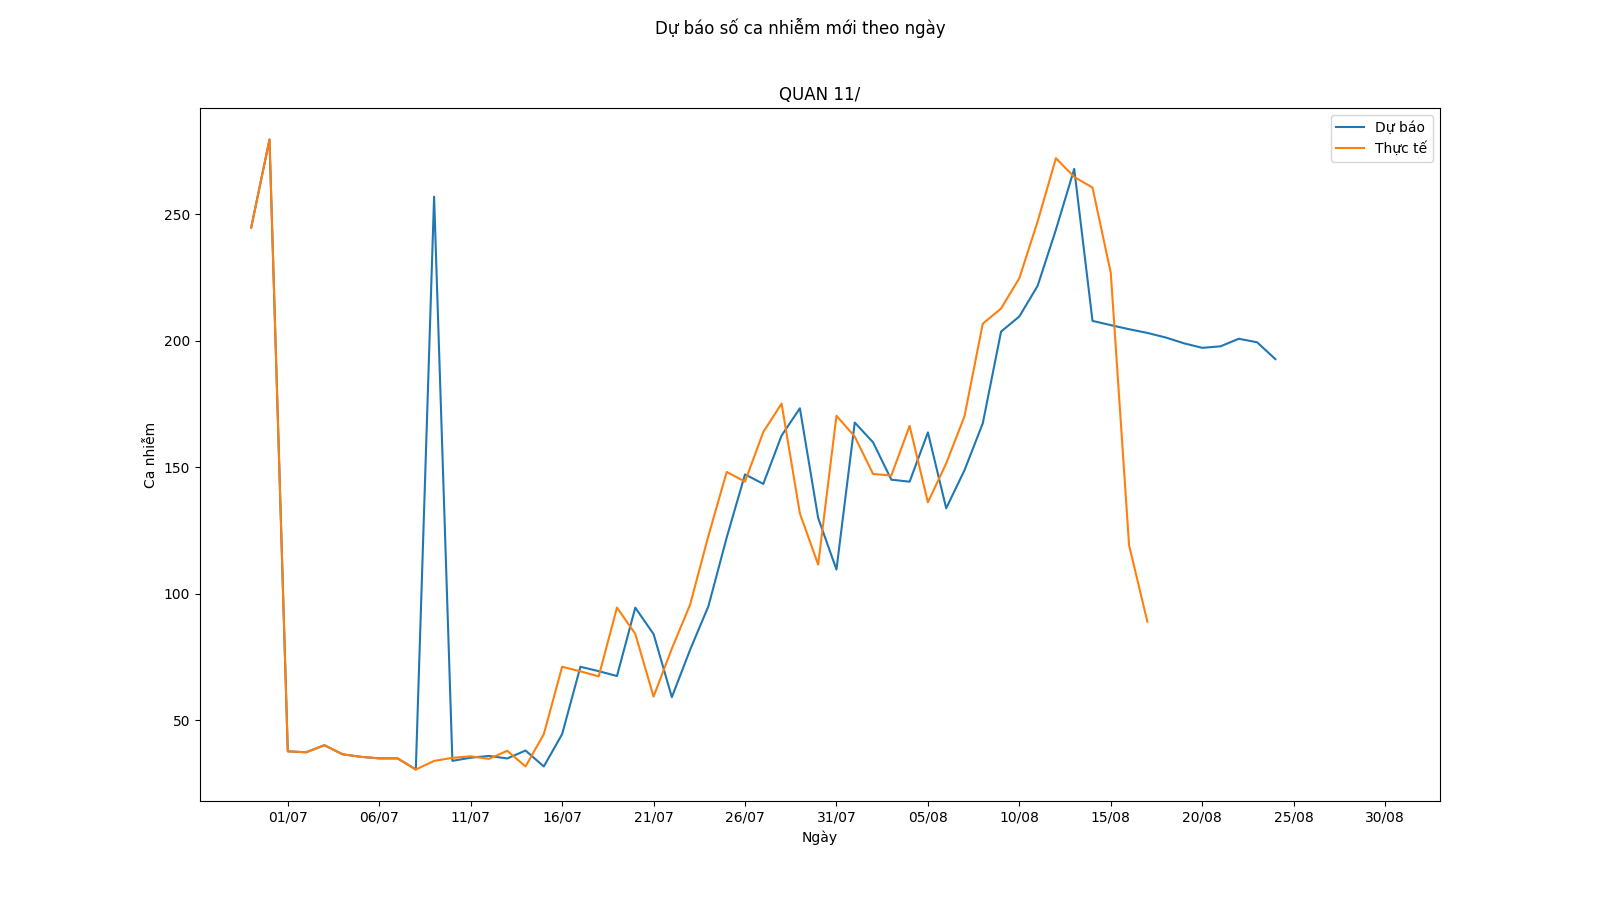 Dự báo số ca nhiễm mới theo ngày
QUAN 11/
Dự báo
Thực tế
Ca nhiễm
250
200
150
100
50
01/07 06/07 11/07 16/07 21/07 26/07 31/07 05/08 10/08 15/08 20/08 25/08 30/08
Ngày